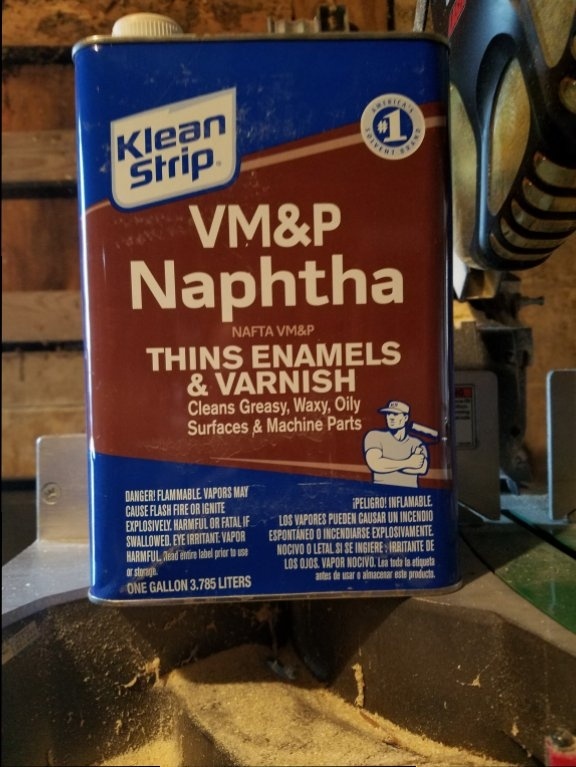 Klean
Strip®
AMERICA'S
#1
VM&P
Naphtha
NAFTA VM&P
THINS ENAMELS
& VARNISH
Cleans Greasy, Waxy, Oily
Surfaces & Machine Parts
DANGER! FLAMMABLE. VAPORS MAY
CAUSE FLASH FIRE OR IGNITE
EXPLOSIVELY. HARMFUL OR FATAL IF
SWALLOWED. EYE IRRITANT. VAPOR
HARMFUL. Read entire label prior to use
or storage.
ONE GALLON 3.785 LITERS
¡PELIGRO! INFLAMABLE.
LOS VAPORES PUEDEN CAUSAR UN INCENDIO
ESPONTÁNEO O INCENDIARSE EXPLOSIVAMENTE.
NOCIVO O LETAL SI SE INGIERE; IRRITANTE DE
LOS OJOS. VAPOR NOCIVO. Lea toda la etiqueta
antes de usar o almacenar este producto.